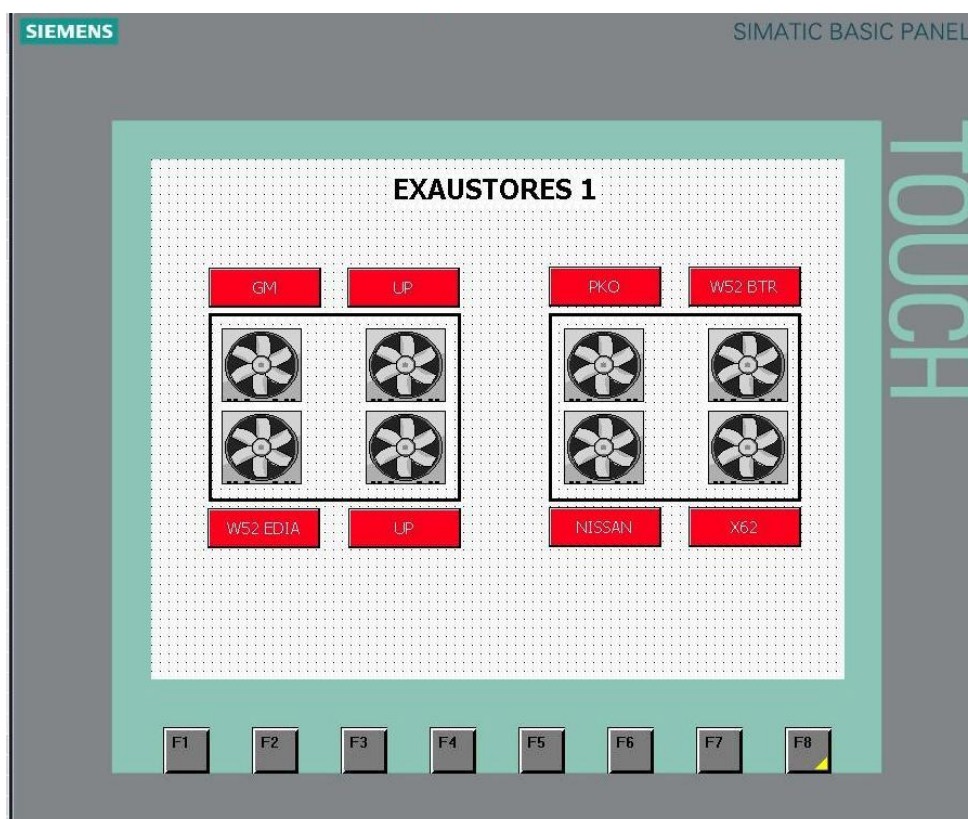 SIEMENS
SIMATIC BASIC PANEL
TOUCH
EXAUSTORES 1
GM
UP
PKO
W52 BTR
W52 EDIA
UP
NISSAN
X62
F1
F2
F3
F4
F5
F6
F7
F8